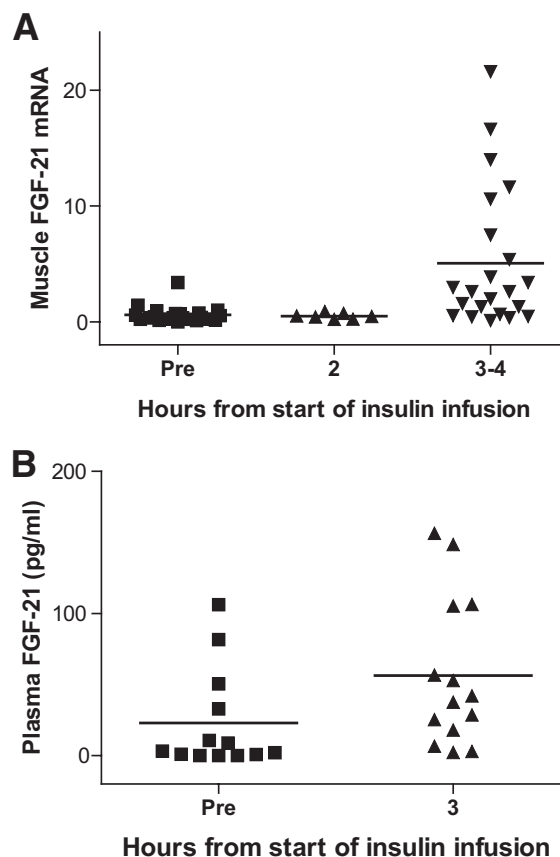 A
Muscle FGF-21 mRNA
20
10
0
Pre 2 3-4
Hours from start of insulin infusion
B
Plasma FGF-21 (pg/ml)
200
100
0
Pre 3
Hours from start of insulin infusion